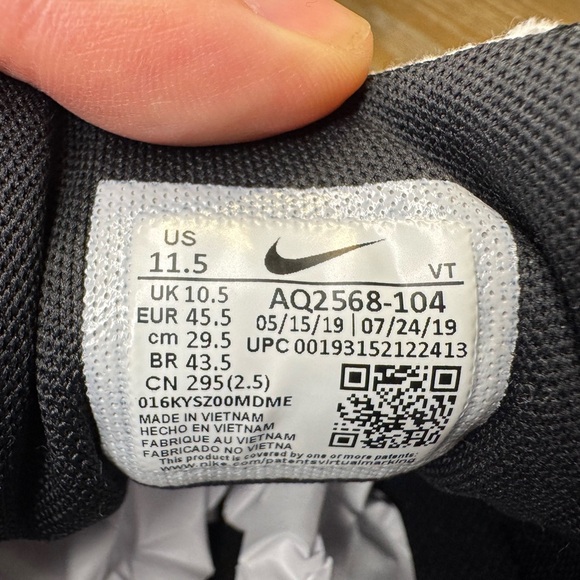 US
11.5
VT
UK 10.5
AQ2568-104
EUR 45.5
05/15/19 | 07/24/19
cm 29.5
UPC 00193152122413
BR 43.5
CN 295(2.5)
016KYSZ00MDME
MADE IN VIETNAM
HECHO EN VIETNAM
FABRIQUE AU VIETNAM
FABRICADO NO VIETNA
This product is covered by one or more patents:
www.nike.com/patentsvirtualmarking